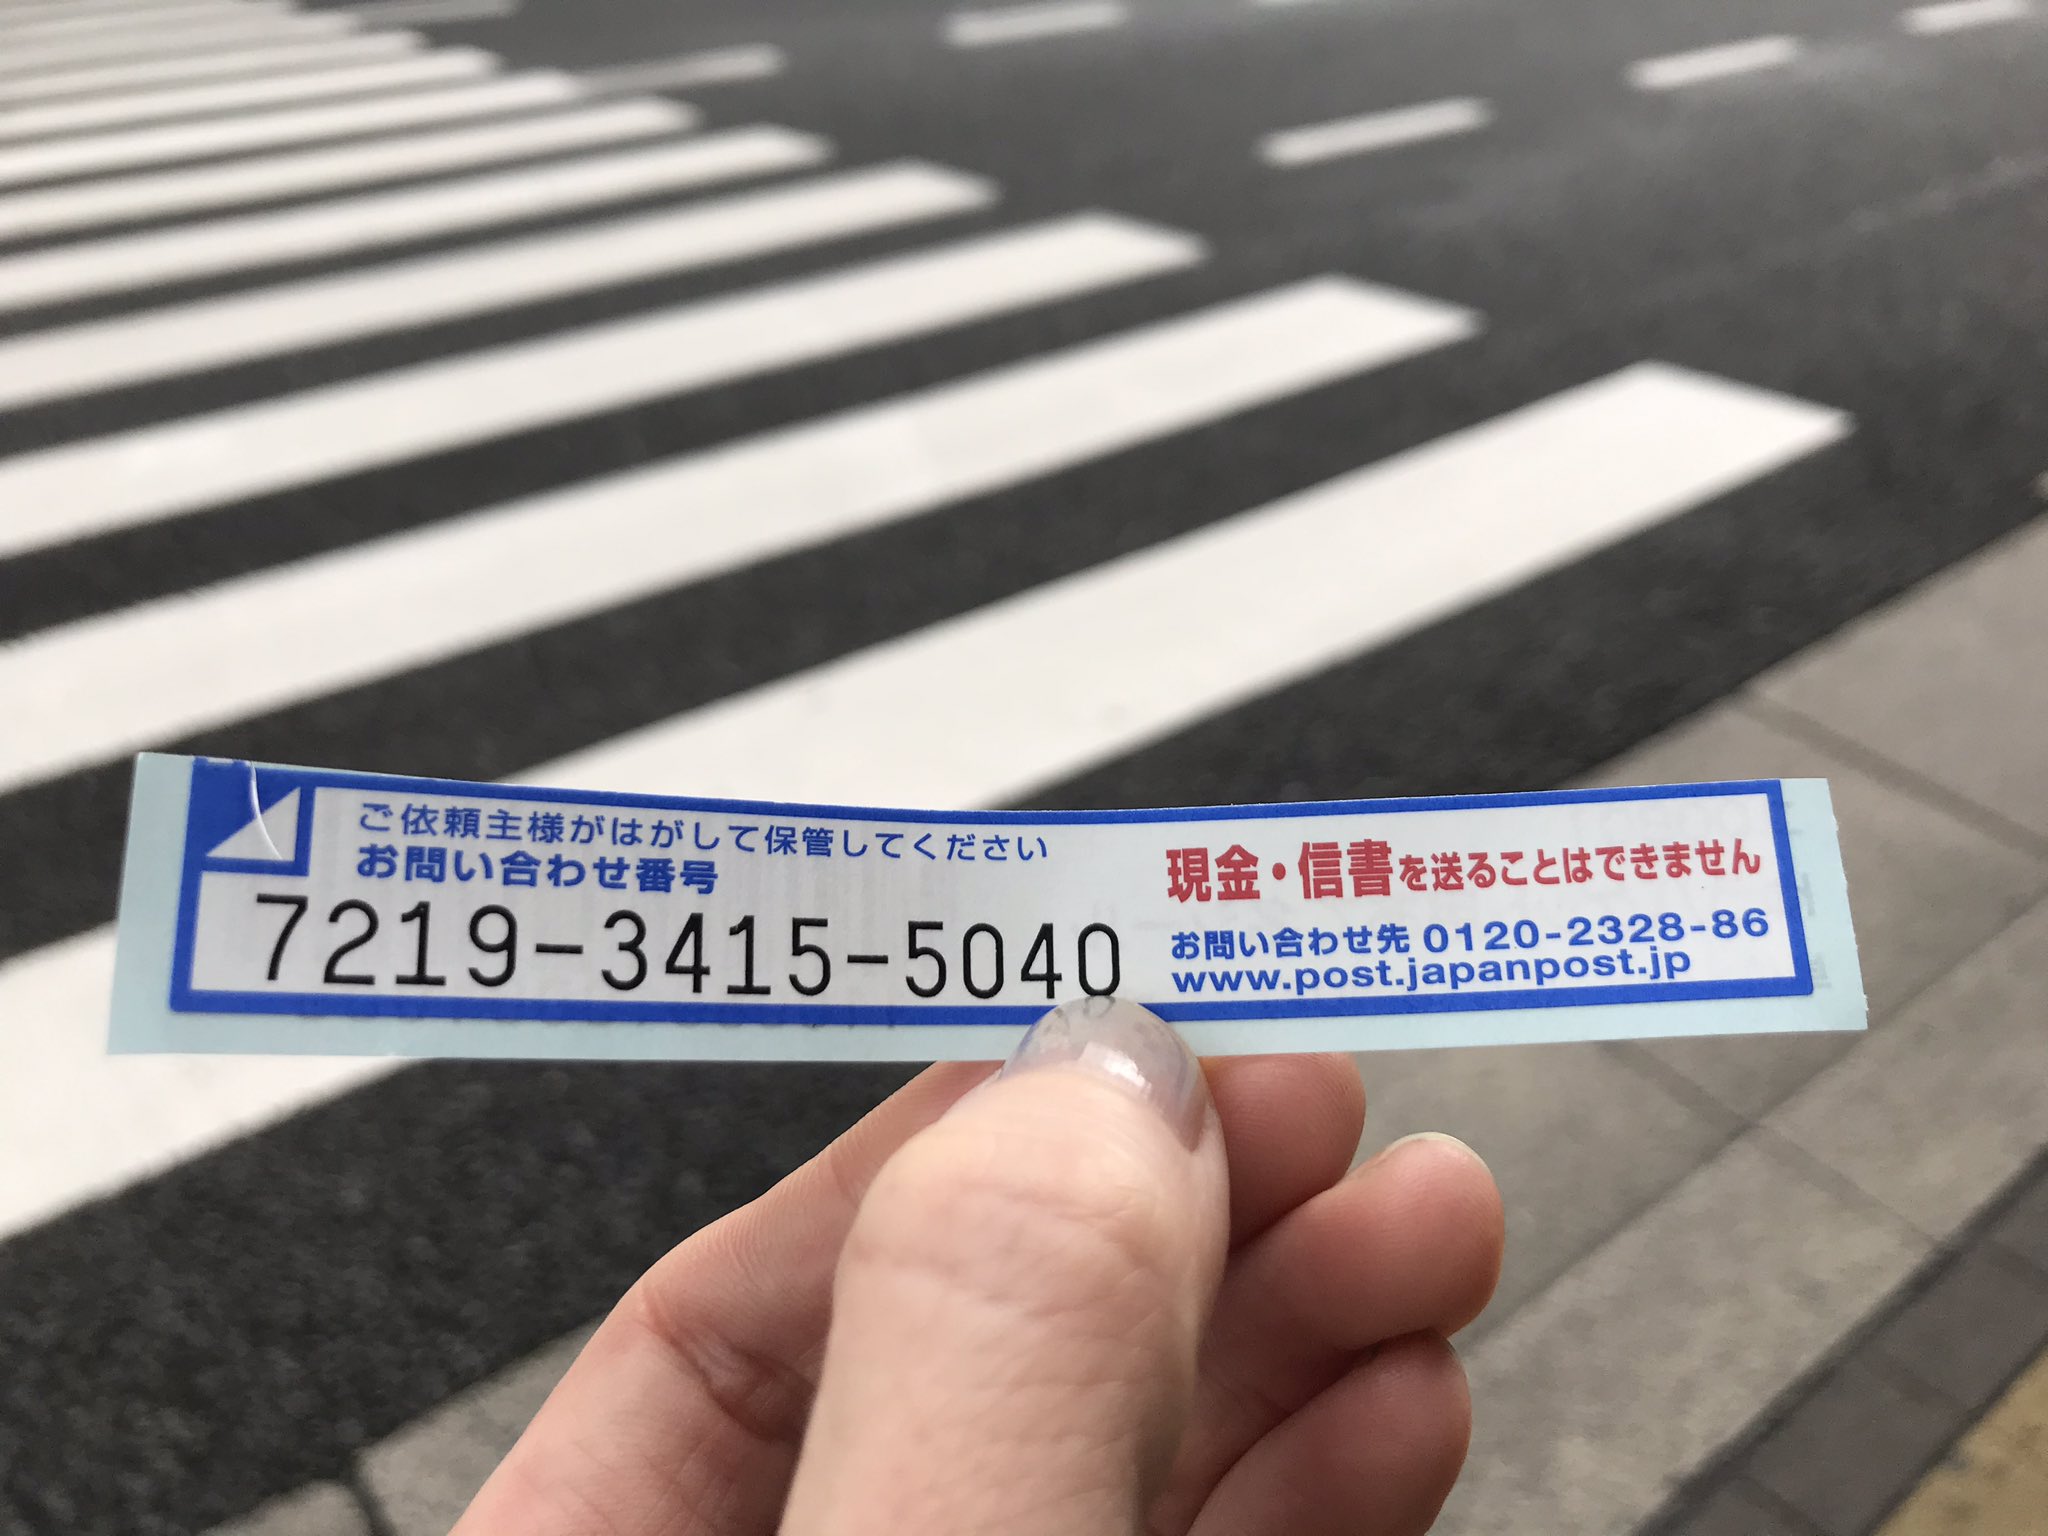 ご依頼主様がはがして保管してください
お問い合わせ番号
7219-3415-5040
現金・信書を送ることはできません
お問い合わせ先 0120-2328-86
www.post.japanpost.jp